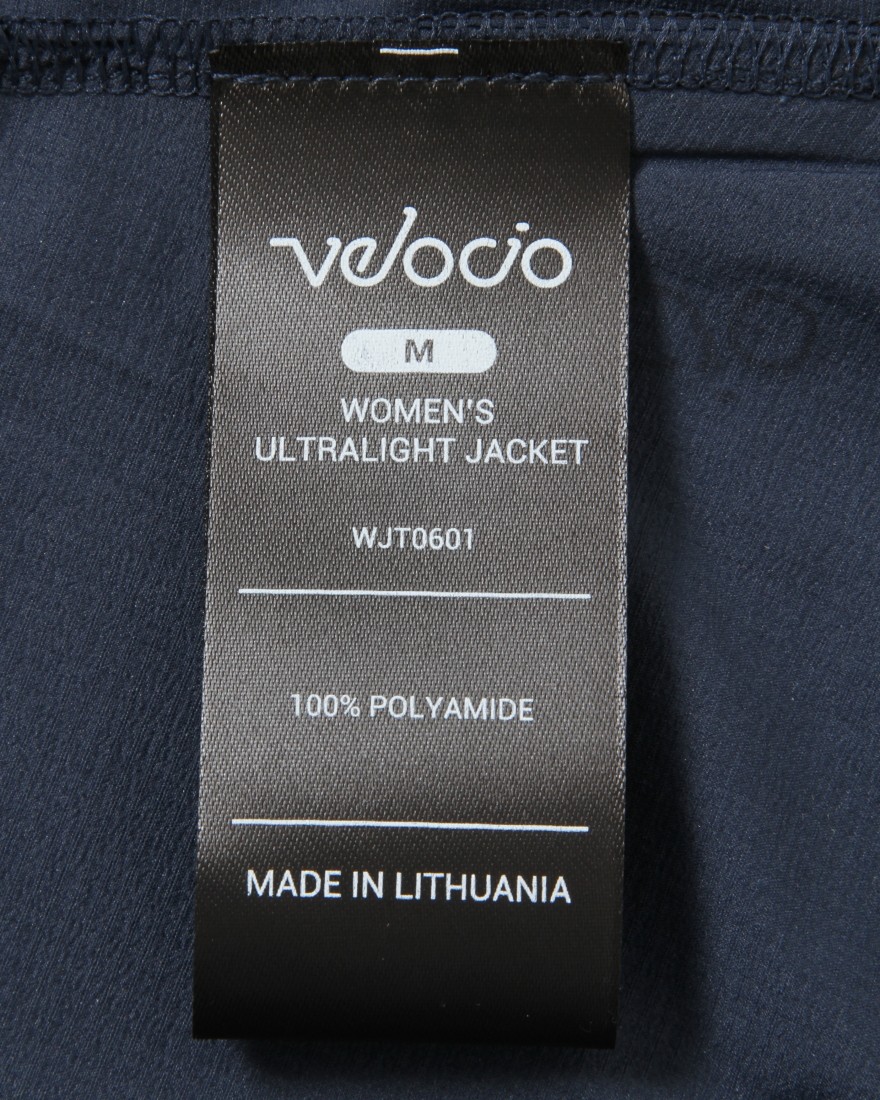 velocio
M
WOMEN'S
ULTRALIGHT JACKET
WJT0601
100% POLYAMIDE
MADE IN LITHUANIA